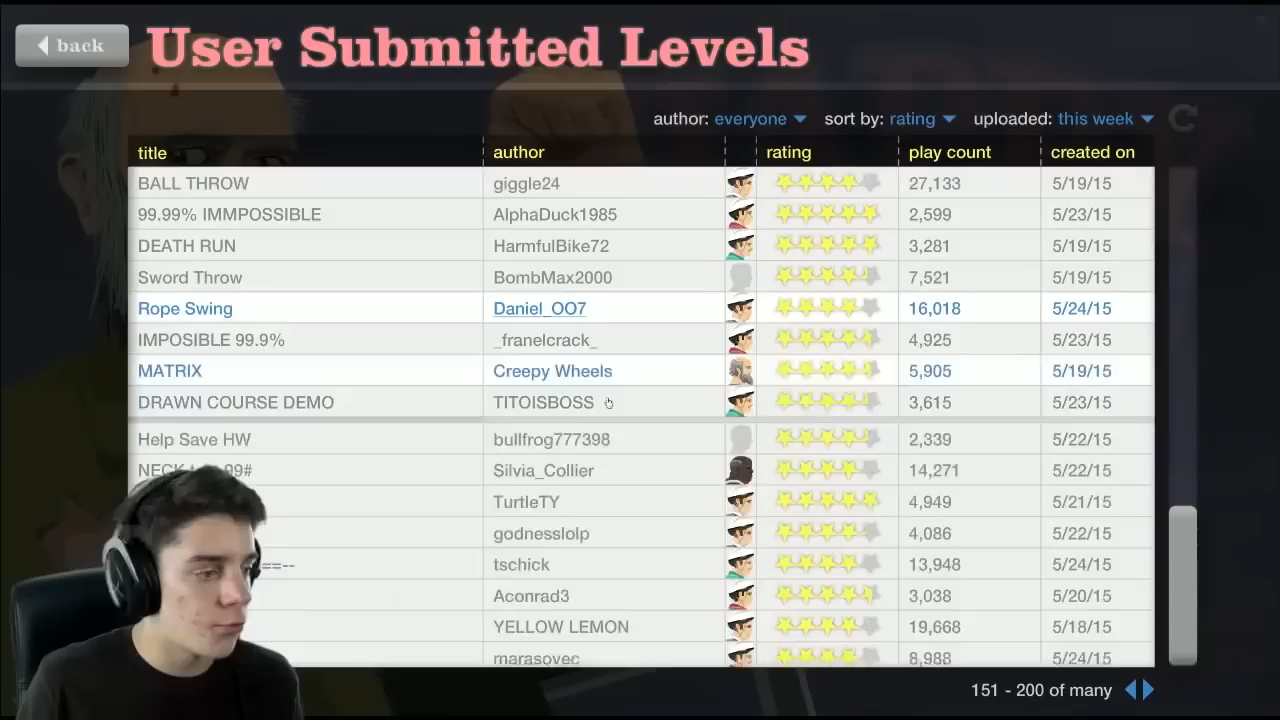 back
User Submitted Levels
author: everyone sort by: rating uploaded: this week
title author rating play count created on
BALL THROW giggle24 27,133 5/19/15
99.99% IMMPOSSIBLE AlphaDuck1985 2,599 5/23/15
DEATH RUN HarmfulBike72 3,281 5/19/15
Sword Throw BombMax2000 7,521 5/19/15
Rope Swing Daniel_OO7 16,018 5/24/15
IMPOSIBLE 99.9% _franelcrack_ 4,925 5/23/15
MATRIX Creepy Wheels 5,905 5/19/15
DRAWN COURSE DEMO TITOISBOSS 3,615 5/23/15
Help Save HW bullfrog777398 2,339 5/22/15
NECK 99# Silvia_Collier 14,271 5/22/15
TurtleTY 4,949 5/21/15
godnesslolp 4,086 5/22/15
==-- tschick 13,948 5/24/15
Aconrad3 3,038 5/20/15
YELLOW LEMON 19,668 5/18/15
marasovec 8,988 5/24/15
151 - 200 of many